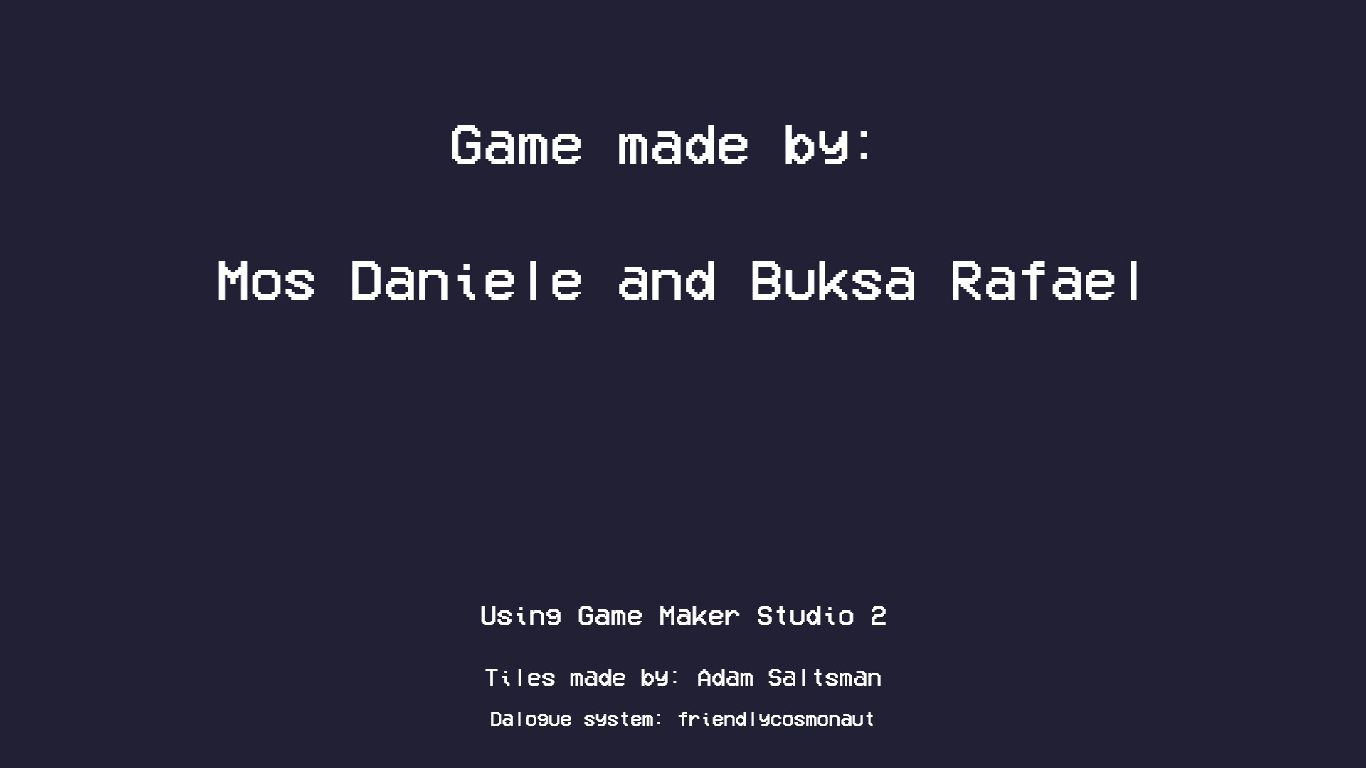 Game made by:
Mos Daniele and Buksa Rafael
Using Game Maker Studio 2
Tiles made by: Adam Saltsman
Dalogue system: friendlycosmonaut